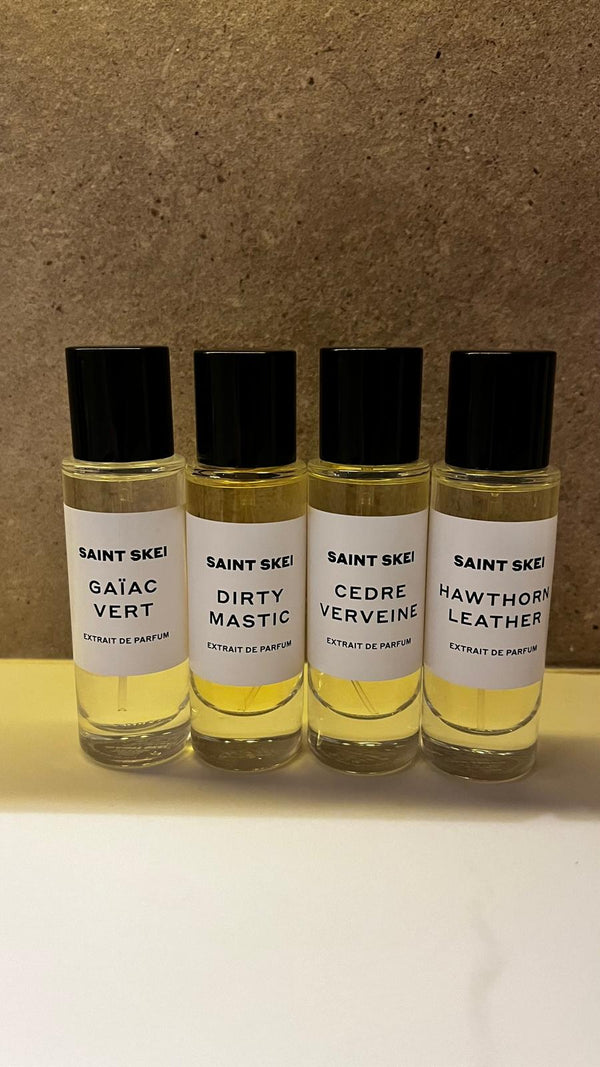 SAINT SKEI
GAÏAC
VERT
EXTRAIT DE PARFUM
SAINT SKEI
DIRTY
MASTIC
EXTRAIT DE PARFUM
SAINT SKEI
CEDRE
VERVEINE
EXTRAIT DE PARFUM
SAINT SKEI
HAWTHORN
LEATHER
EXTRAIT DE PARFUM